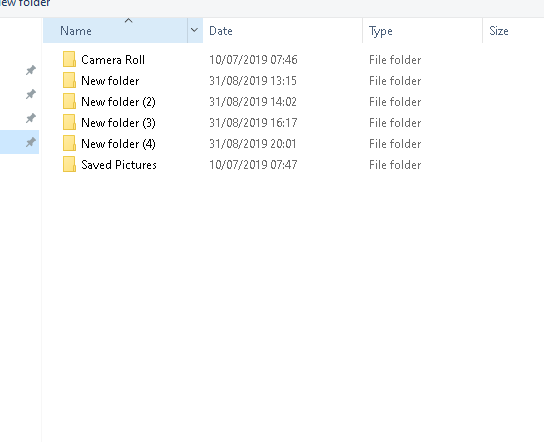 ew folder
Name Date Type Size
Camera Roll 10/07/2019 07:46 File folder
New folder 31/08/2019 13:15 File folder
New folder (2) 31/08/2019 14:02 File folder
New folder (3) 31/08/2019 16:17 File folder
New folder (4) 31/08/2019 20:01 File folder
Saved Pictures 10/07/2019 07:47 File folder